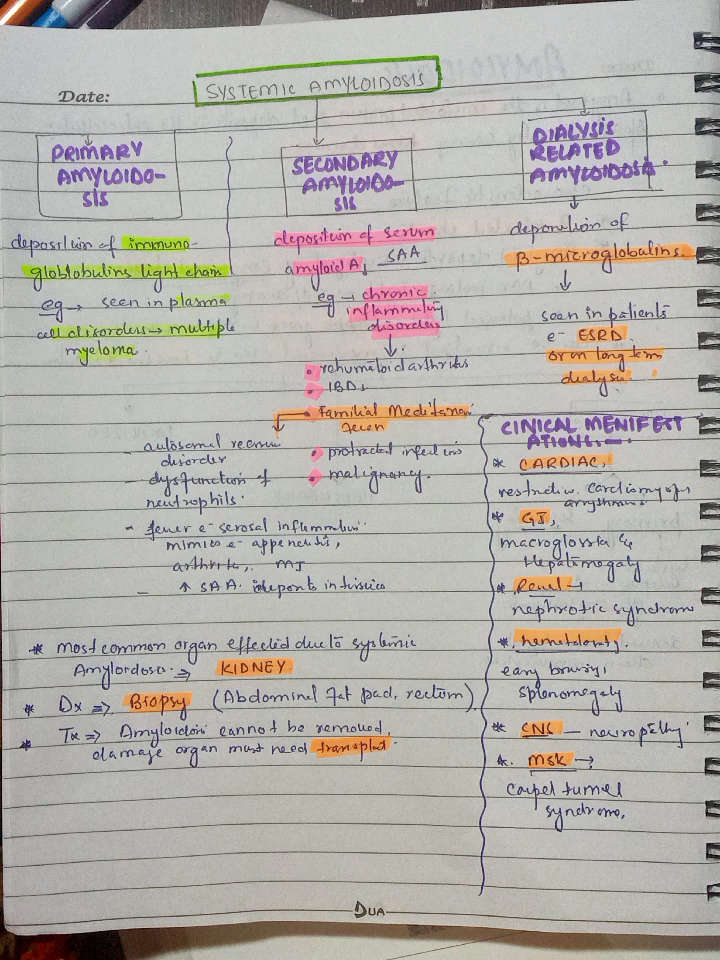 Date:
SYSTEMIC AMYLOIDOSIS
PRIMARY
AMYLOIDO-
SIS
deposition of immuno-
globlobulins light chain
eg → seen in plasma
cell disorders → multiple
myeloma.
SECONDARY
AMYLOIDO-
SIS
deposition of serum
amyloid A, SAA
eg → chronic
inflammatory
disorders
• rehumatoid arthritis
• IBDs
• Familial Mediterranean
fever
• protracted infections
• malignancy.
- autosomal recessive
disorder
- dysfunction of
neutrophils.
- fever c- serosal inflammation.
mimics c- appendicitis,
arthritis, MI
- ↑ SAA. deposits in tissues
DIALYSIS
RELATED
AMYLOIDOSIS.
deposition of
β-microglobulins.
seen in patients
c- ESRD
or on long term
dialysis.
CINICAL MENIFEST
ATIONS.
* CARDIAC,
restrictive cardiomyopathy
arrythmias
* GI,
macroglossia &
Hepatomegaly
* Renal →
nephrotic syndrome
* hematology.
easy bruising,
splenomegaly
* CNS — neuropathy
*. MSK →
carpel tunnel
syndrome.
* most common organ effected due to systemic
Amyloidosis ⇒ KIDNEY.
* Dx ⇒ Biopsy (Abdominal fat pad, rectum)
* Tx ⇒ Amyloidosis cannot be removed,
damage organ must need transplant.
DUA